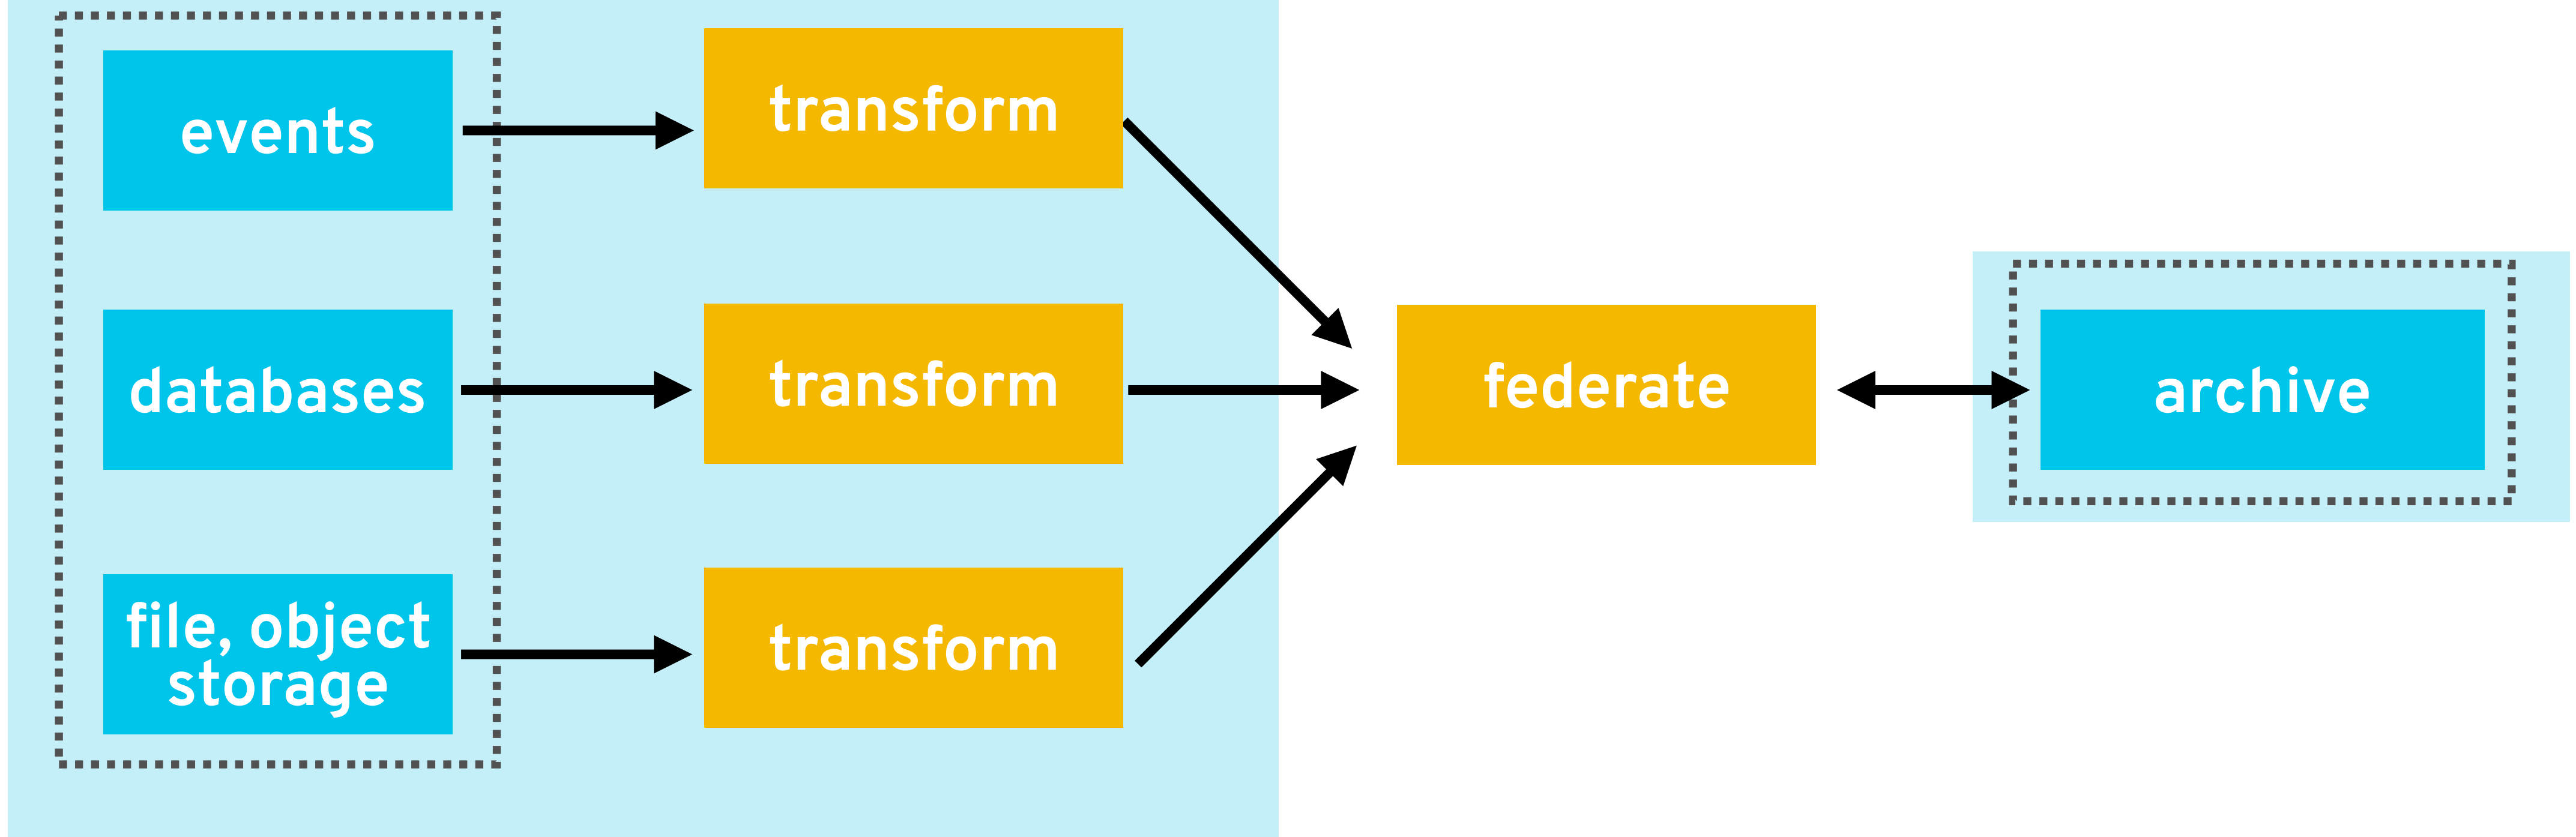 events
transform
databases
transform
federate
archive
file, object
storage
transform